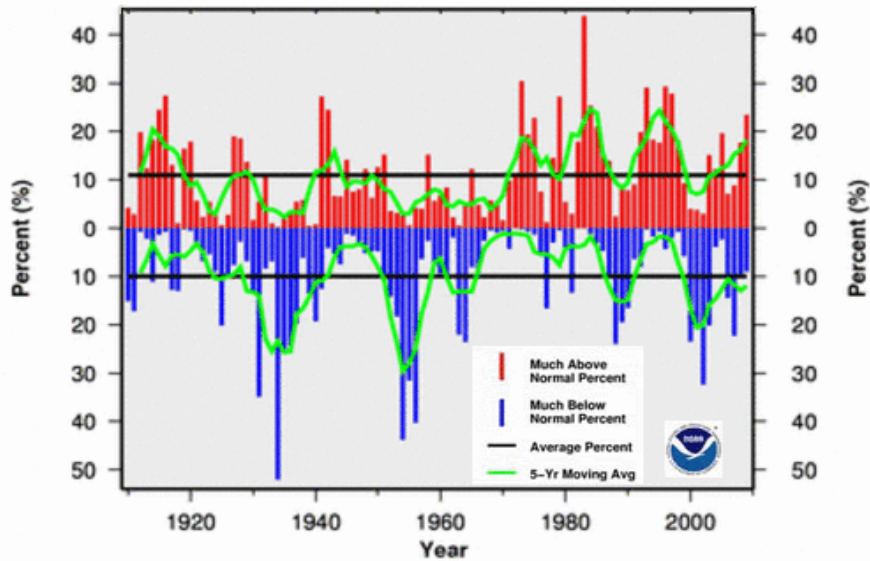 40
30
20
10
0
10
20
30
40
50
Percent (%)
40
30
20
10
0
10
20
30
40
50
Percent (%)
1920
1940
1960
1980
2000
Year
Much Above
Normal Percent
Much Below
Normal Percent
Average Percent
5-Yr Moving Avg
NOAA